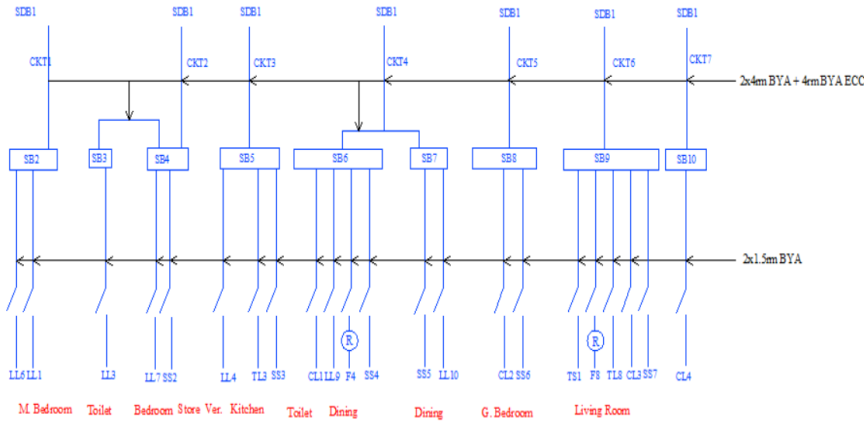 SDB1 SDB1 SDB1 SDB1 SDB1 SDB1 SDB1
CKT1 CKT2 CKT3 CKT4 CKT5 CKT6 CKT7
2x4rm BYA + 4rm BYA ECC
SB2 SB3 SB4 SB5 SB6 SB7 SB8 SB9 SB10
2x1.5rm BYA
R R
LL6 LL1 LL3 LL7 SS2 LL4 TL3 SS3 CL1 LL9 F4 SS4 SS5 LL10 CL2 SS6 TS1 F8 TL8 CL3 SS7 CL4
M. Bedroom Toilet Bedroom Store Ver. Kitchen Toilet Dining Dining G. Bedroom Living Room